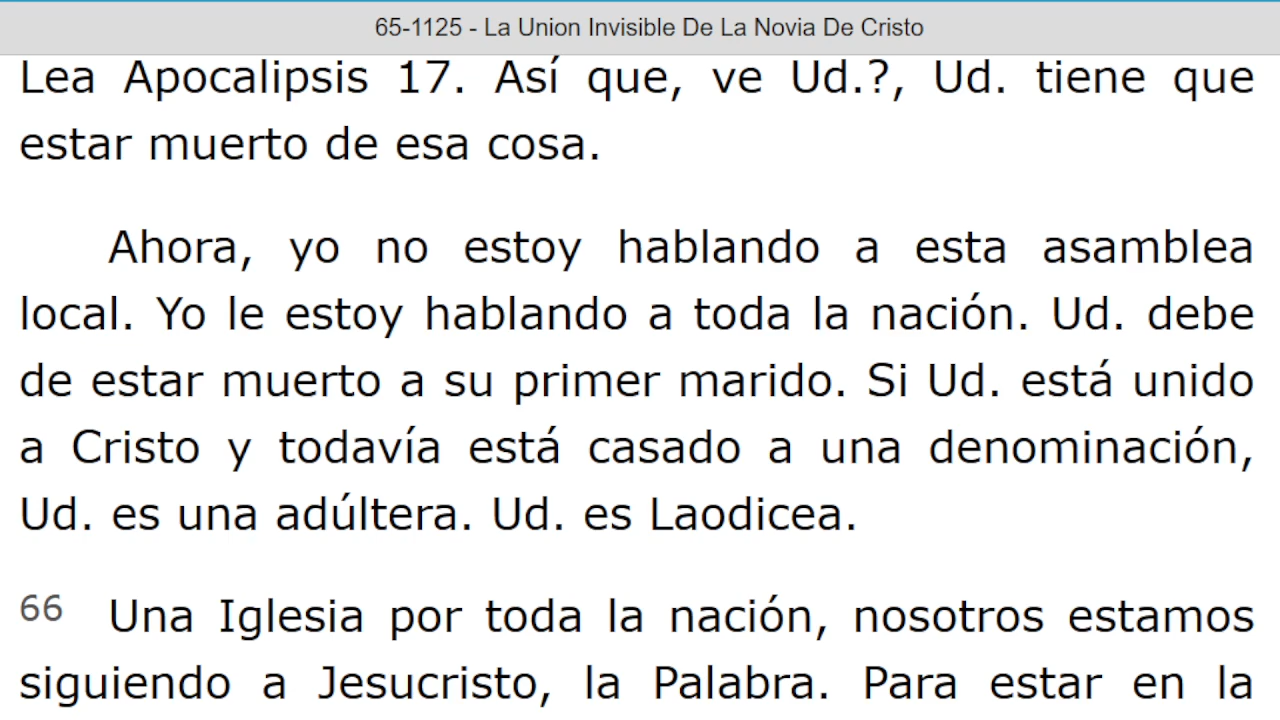 65-1125 - La Union Invisible De La Novia De Cristo
Lea Apocalipsis 17. Así que, ve Ud.?, Ud. tiene que
estar muerto de esa cosa.
Ahora, yo no estoy hablando a esta asamblea
local. Yo le estoy hablando a toda la nación. Ud. debe
de estar muerto a su primer marido. Si Ud. está unido
a Cristo y todavía está casado a una denominación,
Ud. es una adúltera. Ud. es Laodicea.
66 Una Iglesia por toda la nación, nosotros estamos
siguiendo a Jesucristo, la Palabra. Para estar en la